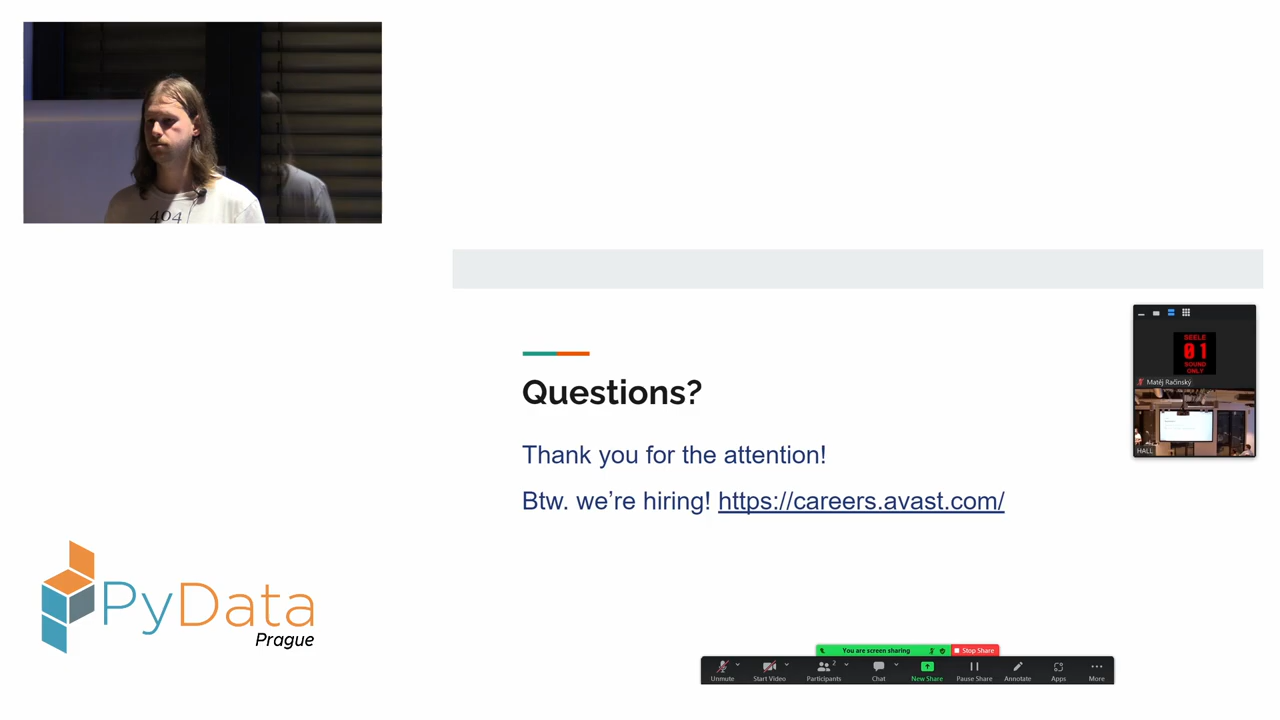 404
Questions?
Thank you for the attention!
Btw. we're hiring! https://careers.avast.com/
SEELE
01
SOUND
ONLY
Matěj Račinský
HALL
PyData
Prague
You are screen sharing
Stop Share
Unmute
Start Video
2
Participants
Chat
New Share
Pause Share
Annotate
Apps
More